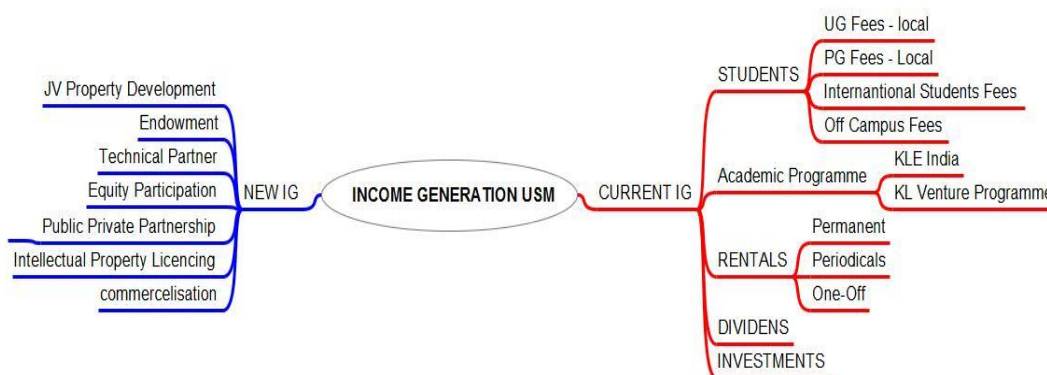 JV Property Development
Endowment
Technical Partner
Equity Participation
Public Private Partnership
Intellectual Property Licencing
commercelisation
NEW IG
INCOME GENERATION USM
CURRENT IG
STUDENTS
UG Fees - local
PG Fees - Local
Internantional Students Fees
Off Campus Fees
Academic Programme
KLE India
KL Venture Programme
RENTALS
Permanent
Periodicals
One-Off
DIVIDENS
INVESTMENTS